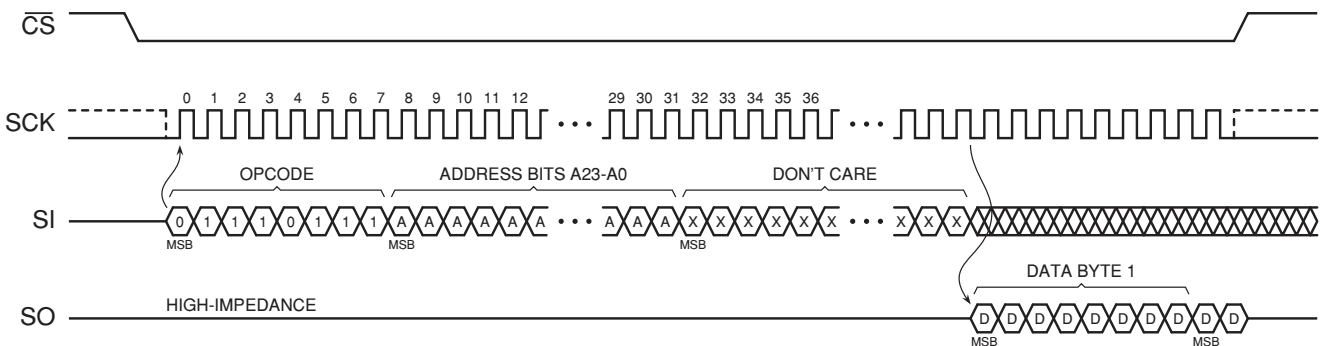 CS
0 1 2 3 4 5 6 7 8 9 10 11 12 29 30 31 32 33 34 35 36
SCK
OPCODE ADDRESS BITS A23-A0 DON'T CARE
SI 0 1 1 1 0 1 1 1 A A A A A A A A A X X X X X X X X X
MSB MSB MSB
DATA BYTE 1
HIGH-IMPEDANCE
SO D D D D D D D D D D
MSB MSB